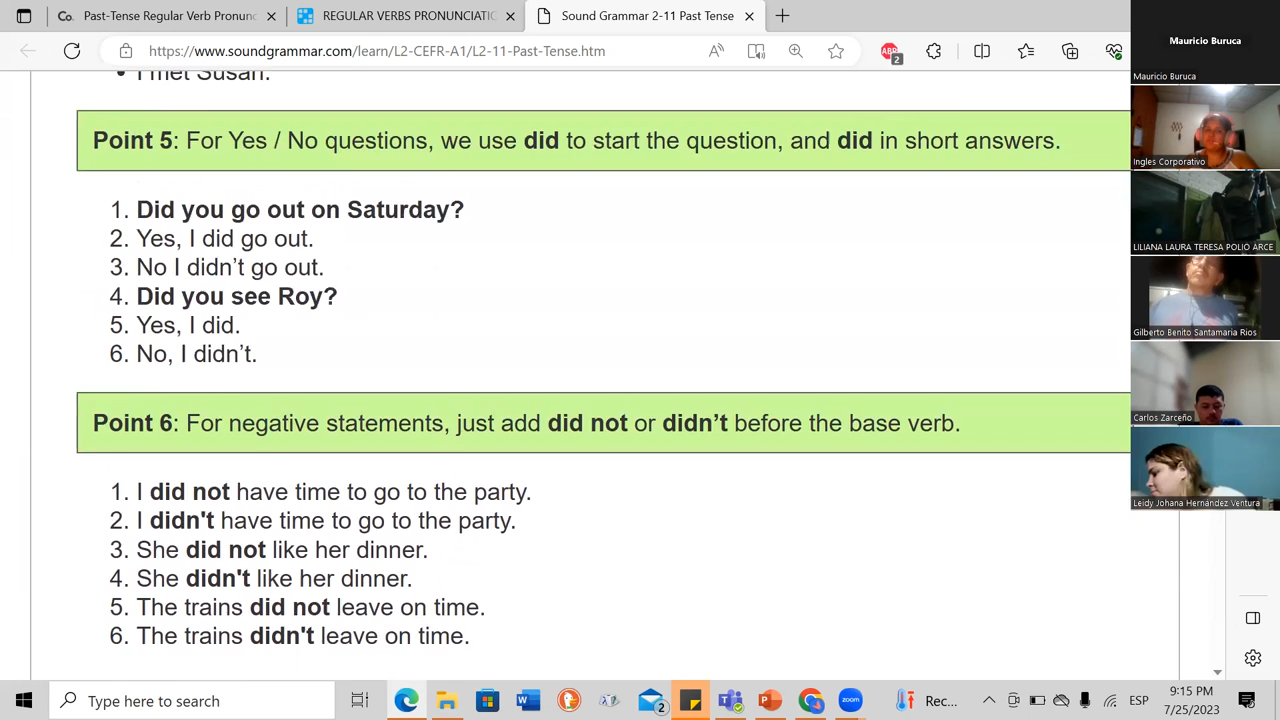 Past-Tense Regular Verb Pronunc
REGULAR VERBS PRONUNCIATIC
Sound Grammar 2-11 Past Tense
https://www.soundgrammar.com/learn/L2-CEFR-A1/L2-11-Past-Tense.htm
ABP
2
• I met Susan.
Point 5: For Yes / No questions, we use did to start the question, and did in short answers.
1. Did you go out on Saturday?
2. Yes, I did go out.
3. No I didn’t go out.
4. Did you see Roy?
5. Yes, I did.
6. No, I didn’t.
Point 6: For negative statements, just add did not or didn’t before the base verb.
1. I did not have time to go to the party.
2. I didn't have time to go to the party.
3. She did not like her dinner.
4. She didn't like her dinner.
5. The trains did not leave on time.
6. The trains didn't leave on time.
Mauricio Buruca
Mauricio Buruca
Ingles Corporativo
LILIANA LAURA TERESA POLIO ARCE
Gilberto Benito Santamaria Rios
Carlos Zarceño
Leidy Johana Hernández Ventura
Type here to search
2
zoom
Rec...
ESP
9:15 PM
7/25/2023